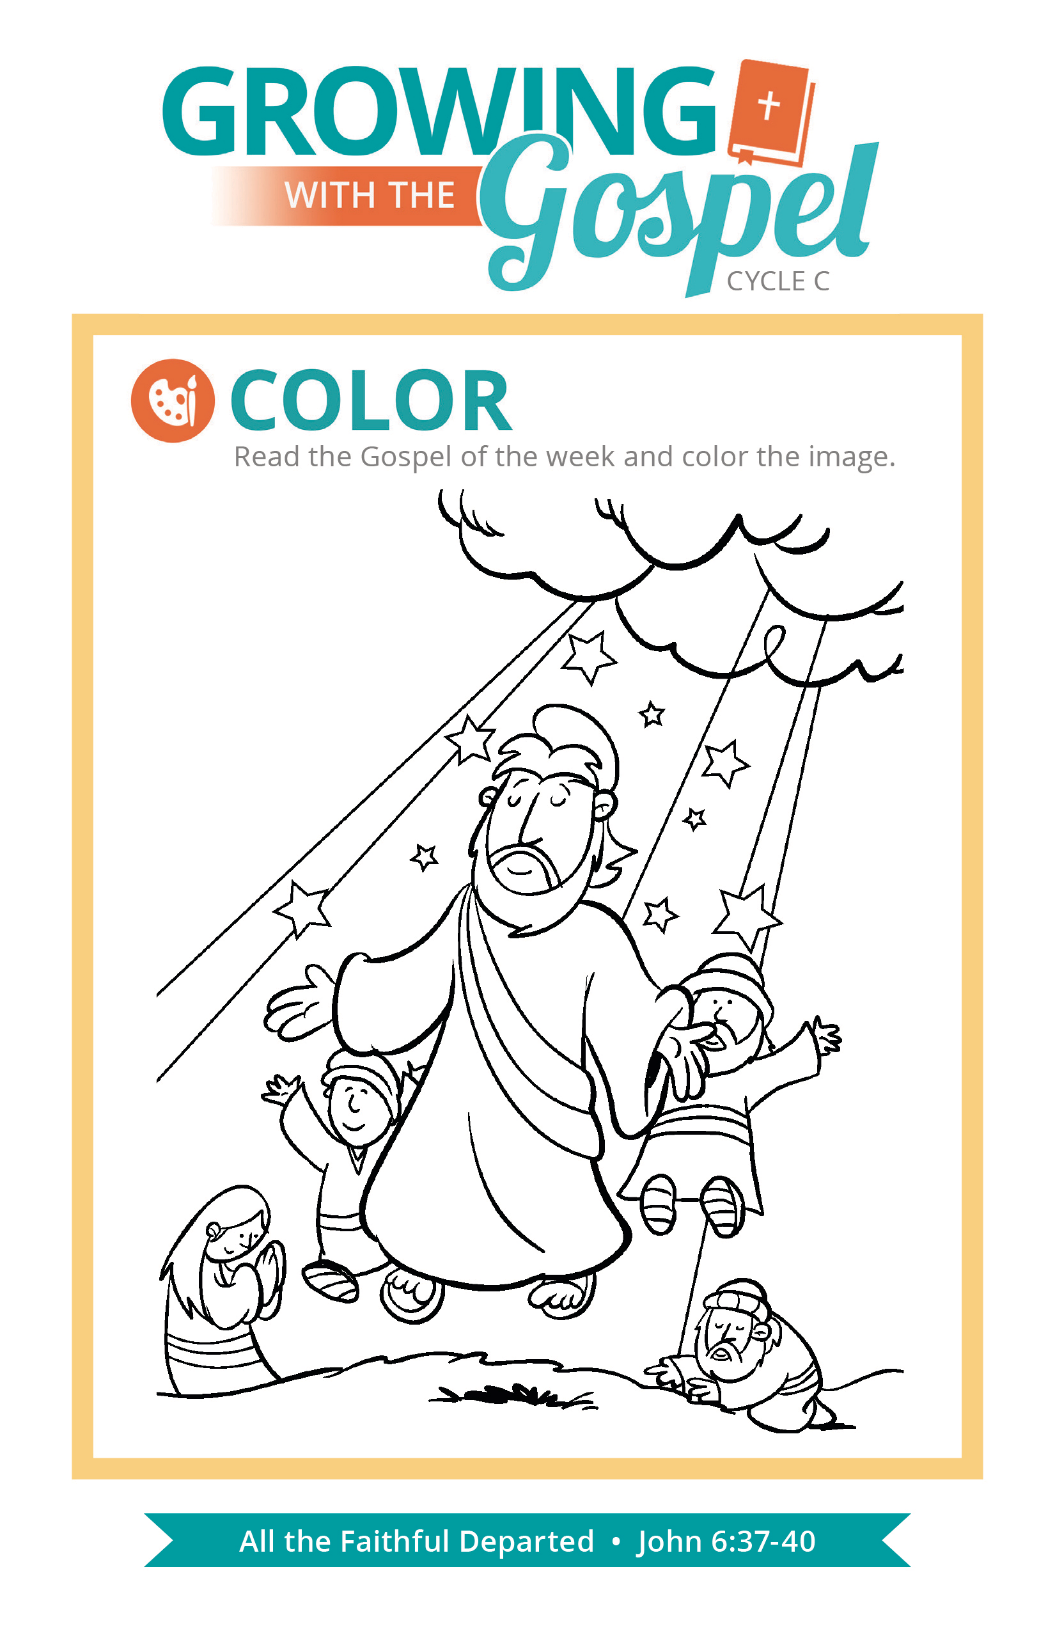 GROWING
WITH THE Gospel
CYCLE C
COLOR
Read the Gospel of the week and color the image.
All the Faithful Departed • John 6:37-40